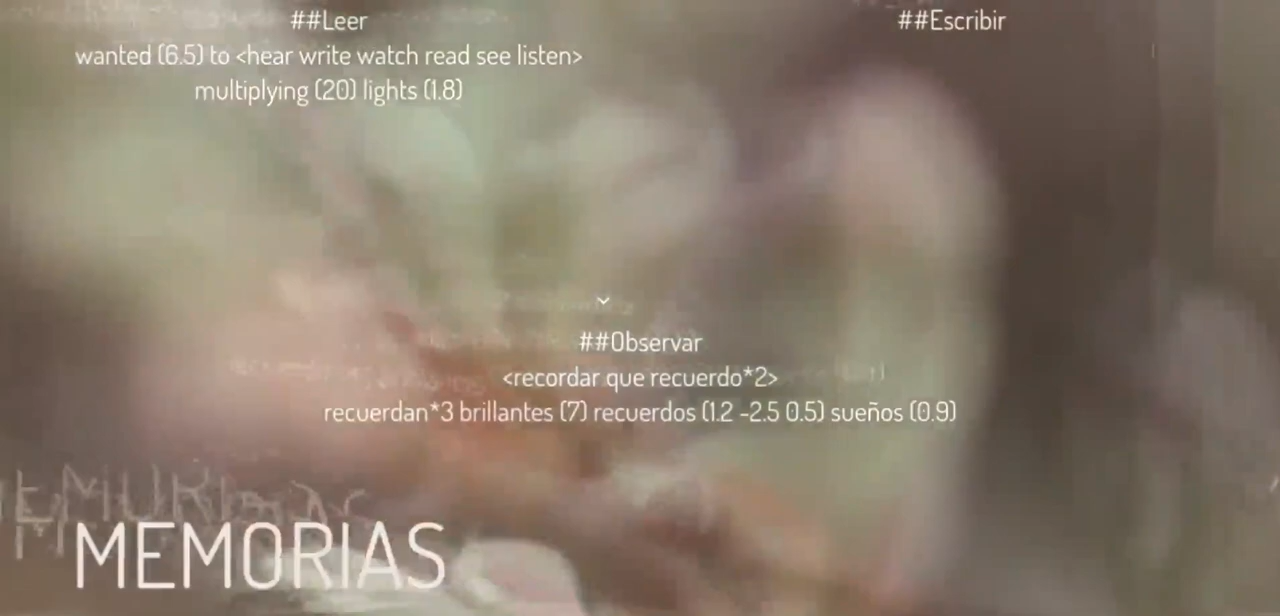 ##Leer
wanted (6.5) to <hear write watch read see listen>
multiplying (20) lights (1.8)
##Escribir
##Observar
<recordar que recuerdo*2>
recuerdan*3 brillantes (7) recuerdos (1.2 -2.5 0.5) sueños (0.9)
MEMORIAS